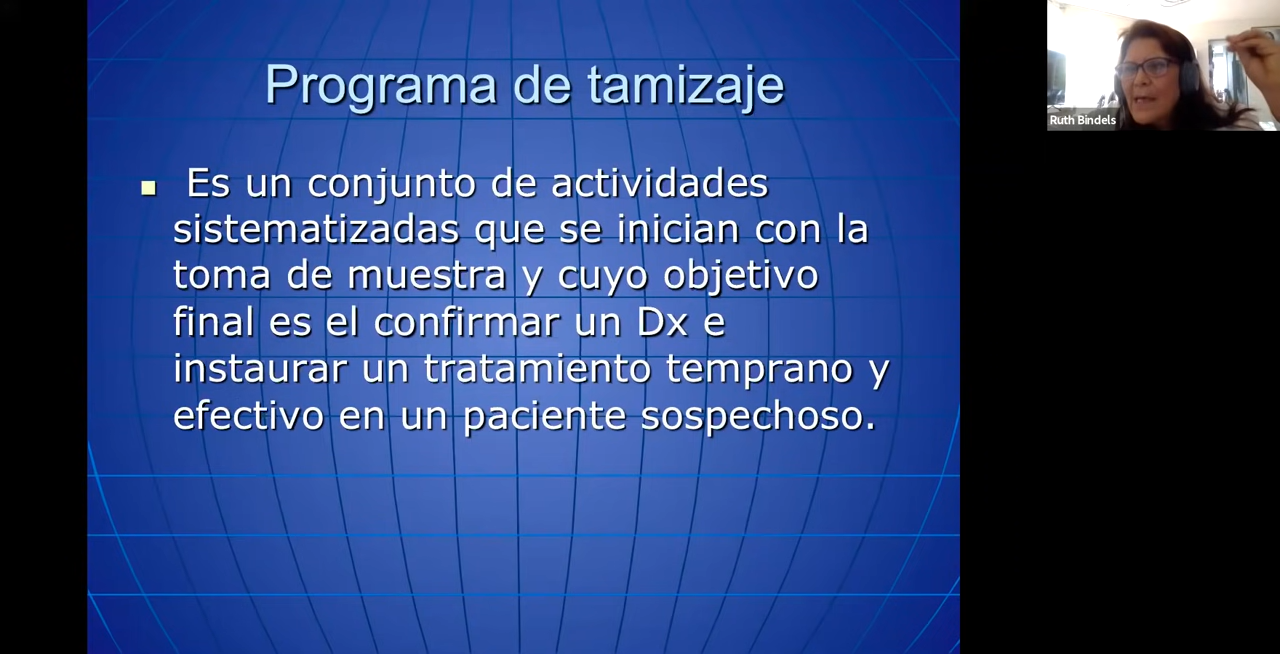 Programa de tamizaje
Es un conjunto de actividades
sistematizadas que se inician con la
toma de muestra y cuyo objetivo
final es el confirmar un Dx e
instaurar un tratamiento temprano y
efectivo en un paciente sospechoso.
Ruth Bindels